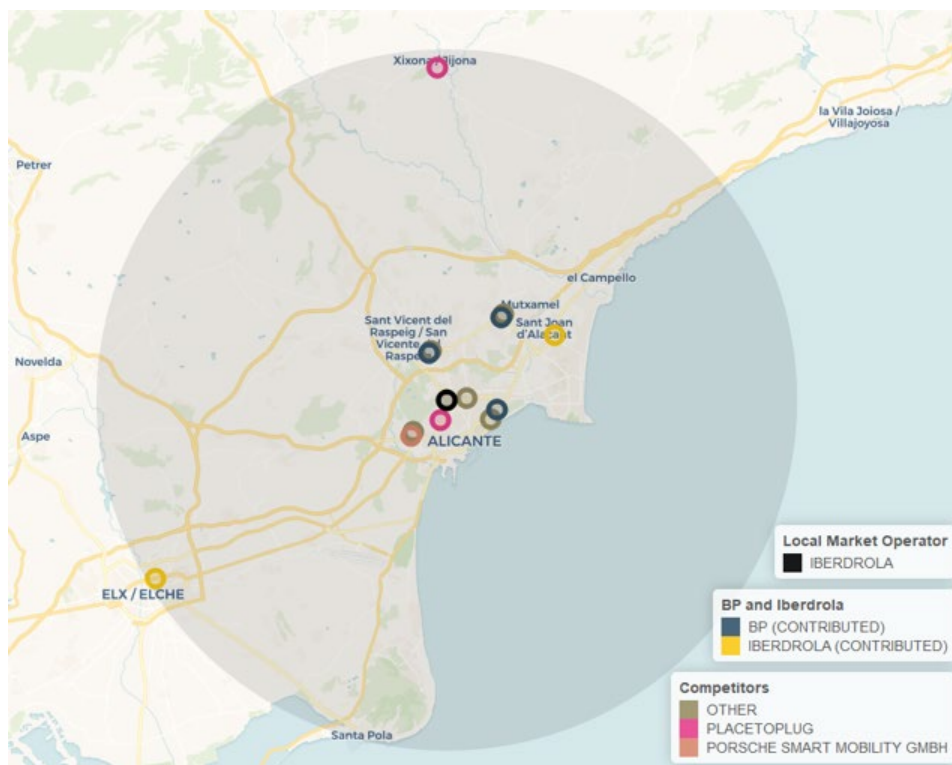 Xixona / Jijona
la Vila Joiosa /
Villajoyosa
Petrer
el Campello
Mutxamel
Sant Vicent del
Raspeig / San
Vicente del
Raspeig
Sant Joan
d'Alacant
Novelda
Aspe
ALICANTE
ELX / ELCHE
Santa Pola
Local Market Operator
IBERDROLA
BP and Iberdrola
BP (CONTRIBUTED)
IBERDROLA (CONTRIBUTED)
Competitors
OTHER
PLACETOPLUG
PORSCHE SMART MOBILITY GMBH